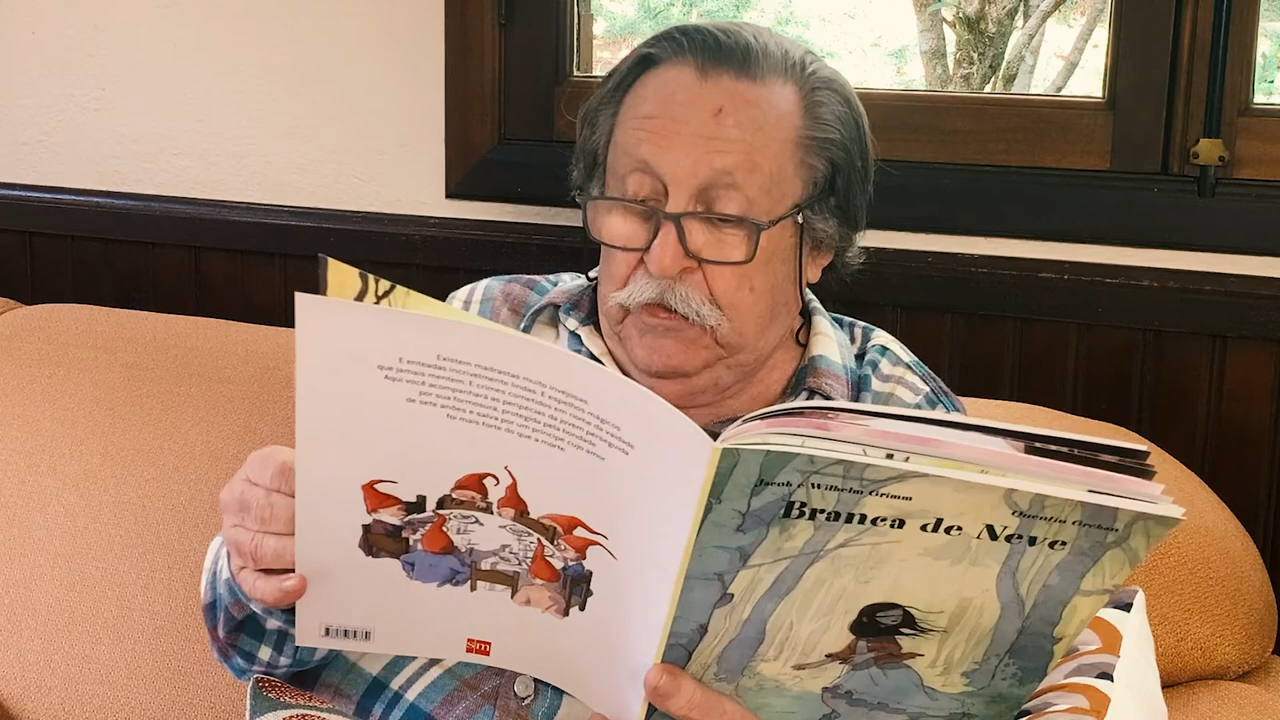 Existem madrastas muito invejosas.
E enteadas incrivelmente lindas. E espelhos mágicos
que jamais mentem. E crimes cometidos em nome da vaidade.
Aqui você acompanhará as peripécias da jovem perseguida
por sua formosura, protegida pela bondade
de sete anões e salva por um príncipe cujo amor
foi mais forte do que a morte.
sm
Jacob e Wilhelm Grimm
Quentin Gréban
Branca de Neve